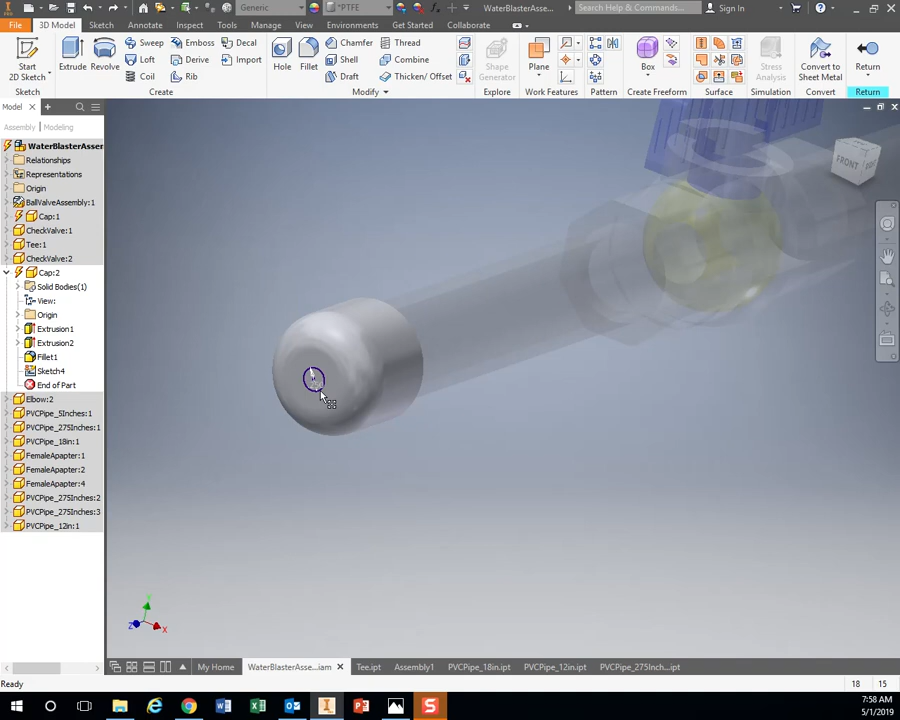 Generic *PTFE WaterBlasterAsse... Search Help & Commands... Sign In
PRO
File 3D Model Sketch Annotate Inspect Tools Manage View Environments Get Started Collaborate
Start 2D Sketch Extrude Revolve Sweep Emboss Decal Loft Derive Import Coil Rib Hole Fillet Chamfer Thread Shell Combine Draft Thicken/ Offset Shape Generator Plane Box Stress Analysis Convert to Sheet Metal Return
Sketch Create Modify Explore Work Features Pattern Create Freeform Surface Simulation Convert Return
Model
Assembly Modeling
WaterBlasterAsser
Relationships
Representations
Origin
BallValveAssembly:1
Cap:1
CheckValve:1
Tee:1
CheckValve:2
Cap:2
Solid Bodies(1)
View:
Origin
Extrusion1
Extrusion2
Fillet1
Sketch4
End of Part
Elbow:2
PVCPipe_5Inches:1
PVCPipe_275Inches:1
PVCPipe_18in:1
FemaleApapter:1
FemaleApapter:2
FemaleApapter:4
PVCPipe_275Inches:2
PVCPipe_275Inches:3
PVCPipe_12in:1
FRONT
Y
Z X
My Home WaterBlasterAsse...iam Tee.ipt Assembly1 PVCPipe_18in.ipt PVCPipe_12in.ipt PVCPipe_275Inch...ipt
Ready 18 15
7:58 AM
5/1/2019